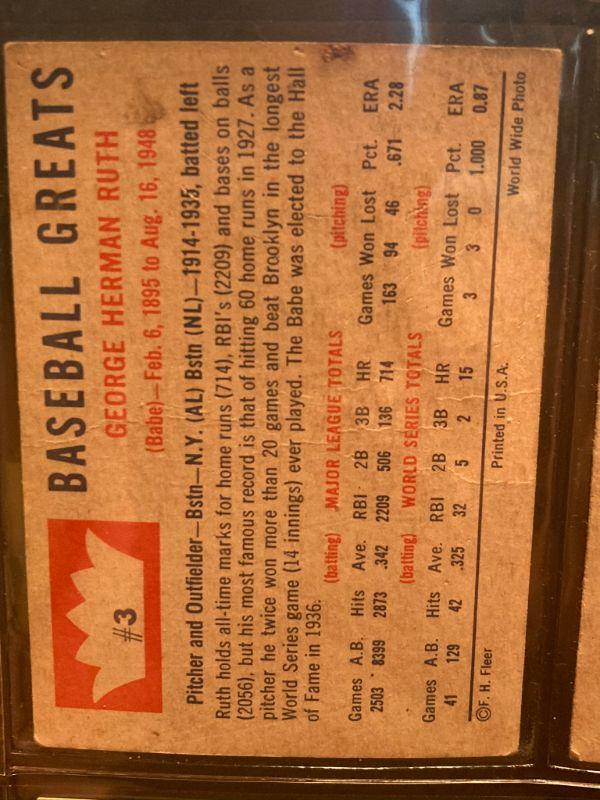 #3
BASEBALL GREATS
GEORGE HERMAN RUTH
(Babe)—Feb. 6, 1895 to Aug. 16, 1948
Pitcher and Outfielder—Bstn—N.Y. (AL) Bstn (NL)—1914-1935, batted left
Ruth holds all-time marks for home runs (714), RBI's (2209) and bases on balls
(2056), but his most famous record is that of hitting 60 home runs in 1927. As a
pitcher he twice won more than 20 games and beat Brooklyn in the longest
World Series game (14 innings) ever played. The Babe was elected to the Hall
of Fame in 1936.
(batting) MAJOR LEAGUE TOTALS (pitching)
Games A.B. Hits Ave. RBI 2B 3B HR Games Won Lost Pct. ERA
2503 8399 2873 .342 2209 506 136 714 163 94 46 .671 2.28
(batting) WORLD SERIES TOTALS (pitching)
Games A.B. Hits Ave. RBI 2B 3B HR Games Won Lost Pct. ERA
41 129 42 .325 32 5 2 15 3 3 0 1.000 0.87
©F. H. Fleer Printed in U.S.A. World Wide Photo